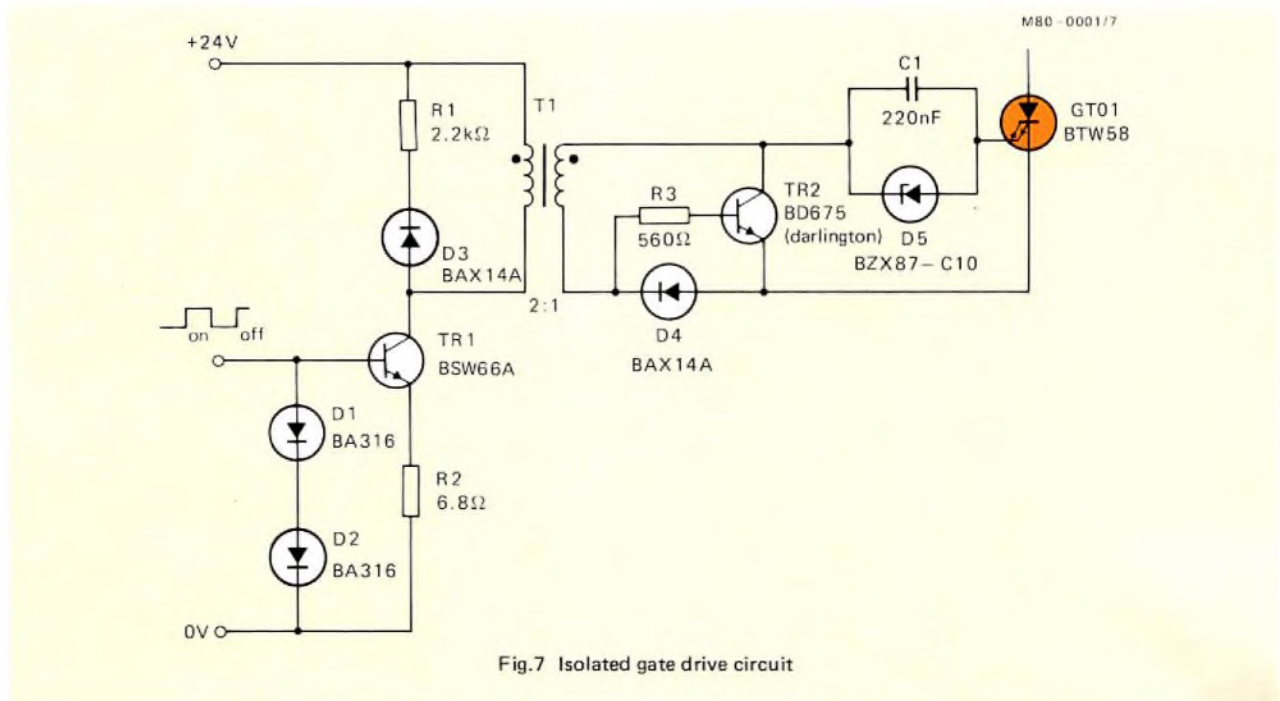 M80-0001/7
+24V
R1
2.2kΩ
T1
C1
220nF
GT01
BTW58
R3
560Ω
TR2
BD675
(darlington)
D5
BZX87-C10
D3
BAX14A
2:1
D4
BAX14A
on
off
TR1
BSW66A
D1
BA316
R2
6.8Ω
D2
BA316
0V
Fig.7 Isolated gate drive circuit